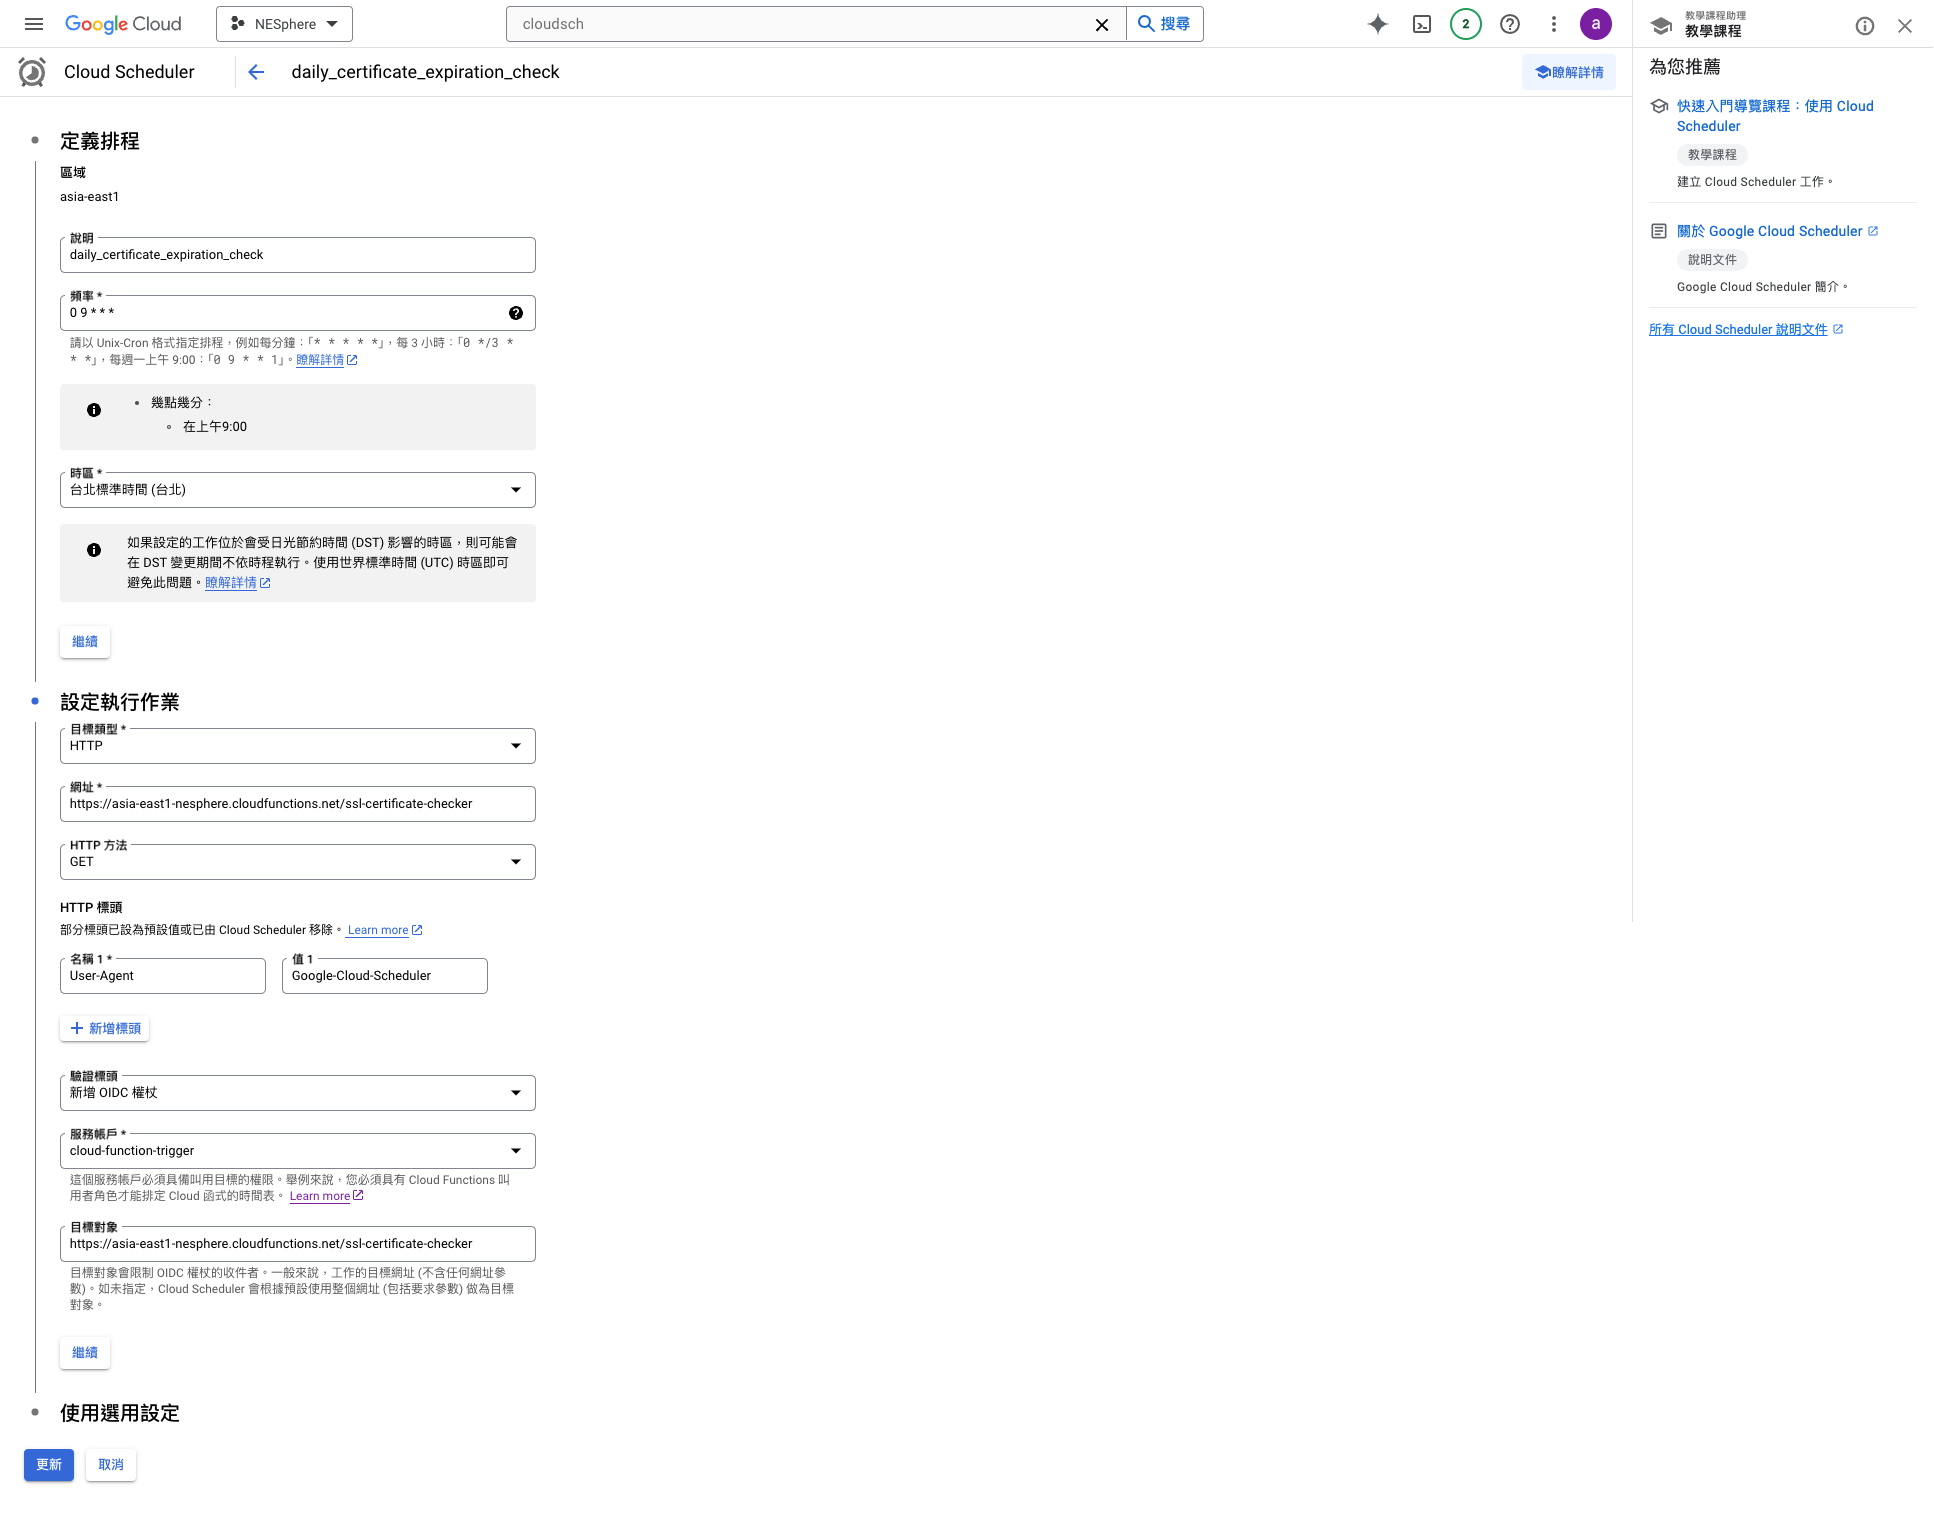 Google Cloud
NESphere
cloudsch
搜尋
2
a
Cloud Scheduler
daily_certificate_expiration_check
瞭解詳情
定義排程
區域
asia-east1
說明
daily_certificate_expiration_check
頻率 *
0 9 * * *
請以 Unix-Cron 格式指定排程，例如每分鐘：「* * * * *」，每 3 小時：「0 */3 *
* *」，每週一上午 9:00：「0 9 * * 1」。瞭解詳情
幾點幾分：
在上午9:00
時區 *
台北標準時間 (台北)
如果設定的工作位於會受日光節約時間 (DST) 影響的時區，則可能會
在 DST 變更期間不依時程執行。使用世界標準時間 (UTC) 時區即可
避免此問題。瞭解詳情
繼續
設定執行作業
目標類型 *
HTTP
網址 *
https://asia-east1-nesphere.cloudfunctions.net/ssl-certificate-checker
HTTP 方法
GET
HTTP 標頭
部分標頭已設為預設值或已由 Cloud Scheduler 移除。 Learn more
名稱 1 *
User-Agent
值 1
Google-Cloud-Scheduler
新增標頭
驗證標頭
新增 OIDC 權杖
服務帳戶 *
cloud-function-trigger
這個服務帳戶必須具備叫用目標的權限。舉例來說，您必須具有 Cloud Functions 叫
用者角色才能排定 Cloud 函式的時間表。 Learn more
目標對象
https://asia-east1-nesphere.cloudfunctions.net/ssl-certificate-checker
目標對象會限制 OIDC 權杖的收件者。一般來說，工作的目標網址 (不含任何網址參
數)。如未指定，Cloud Scheduler 會根據預設使用整個網址 (包括要求參數) 做為目標
對象。
繼續
使用選用設定
更新
取消
教學課程助理
教學課程
為您推薦
快速入門導覽課程：使用 Cloud
Scheduler
教學課程
建立 Cloud Scheduler 工作。
關於 Google Cloud Scheduler
說明文件
Google Cloud Scheduler 簡介。
所有 Cloud Scheduler 說明文件